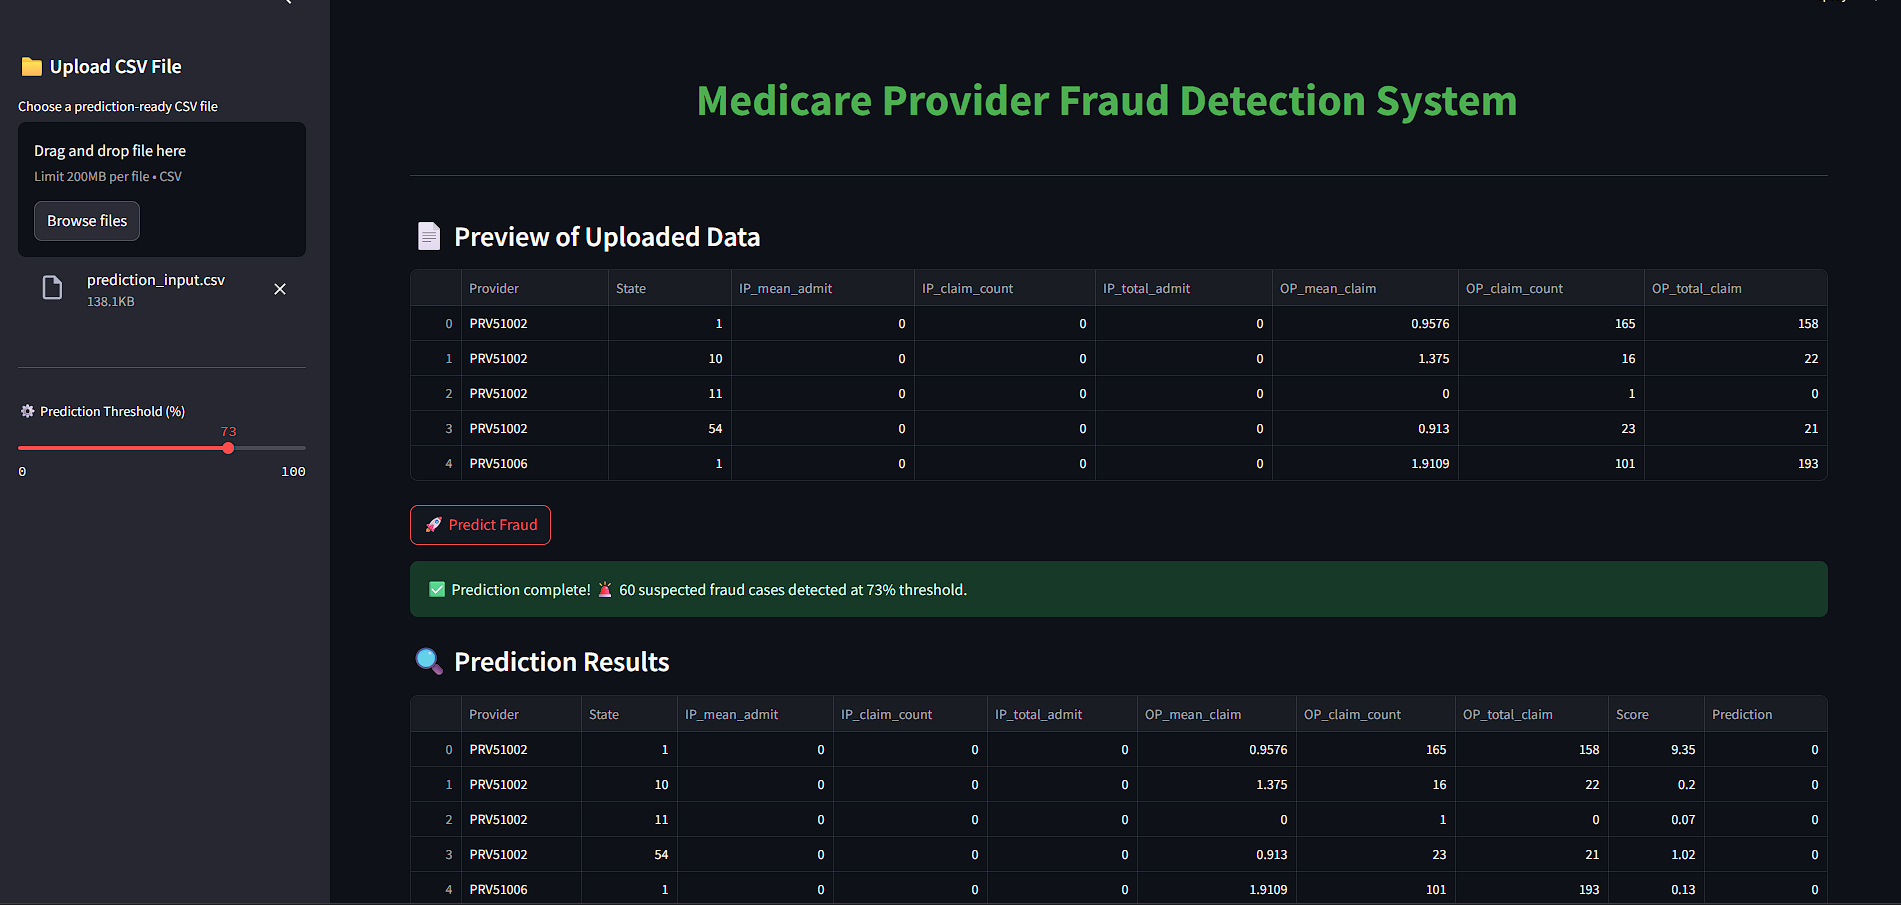 Upload CSV File
Choose a prediction-ready CSV file
Drag and drop file here
Limit 200MB per file • CSV
Browse files
prediction_input.csv
138.1KB
Prediction Threshold (%)
73
0 100
Medicare Provider Fraud Detection System
Preview of Uploaded Data
Provider State IP_mean_admit IP_claim_count IP_total_admit OP_mean_claim OP_claim_count OP_total_claim
0 PRV51002 1 0 0 0 0.9576 165 158
1 PRV51002 10 0 0 0 1.375 16 22
2 PRV51002 11 0 0 0 0 1 0
3 PRV51002 54 0 0 0 0.913 23 21
4 PRV51006 1 0 0 0 1.9109 101 193
Predict Fraud
Prediction complete! 60 suspected fraud cases detected at 73% threshold.
Prediction Results
Provider State IP_mean_admit IP_claim_count IP_total_admit OP_mean_claim OP_claim_count OP_total_claim Score Prediction
0 PRV51002 1 0 0 0 0.9576 165 158 9.35 0
1 PRV51002 10 0 0 0 1.375 16 22 0.2 0
2 PRV51002 11 0 0 0 0 1 0 0.07 0
3 PRV51002 54 0 0 0 0.913 23 21 1.02 0
4 PRV51006 1 0 0 0 1.9109 101 193 0.13 0